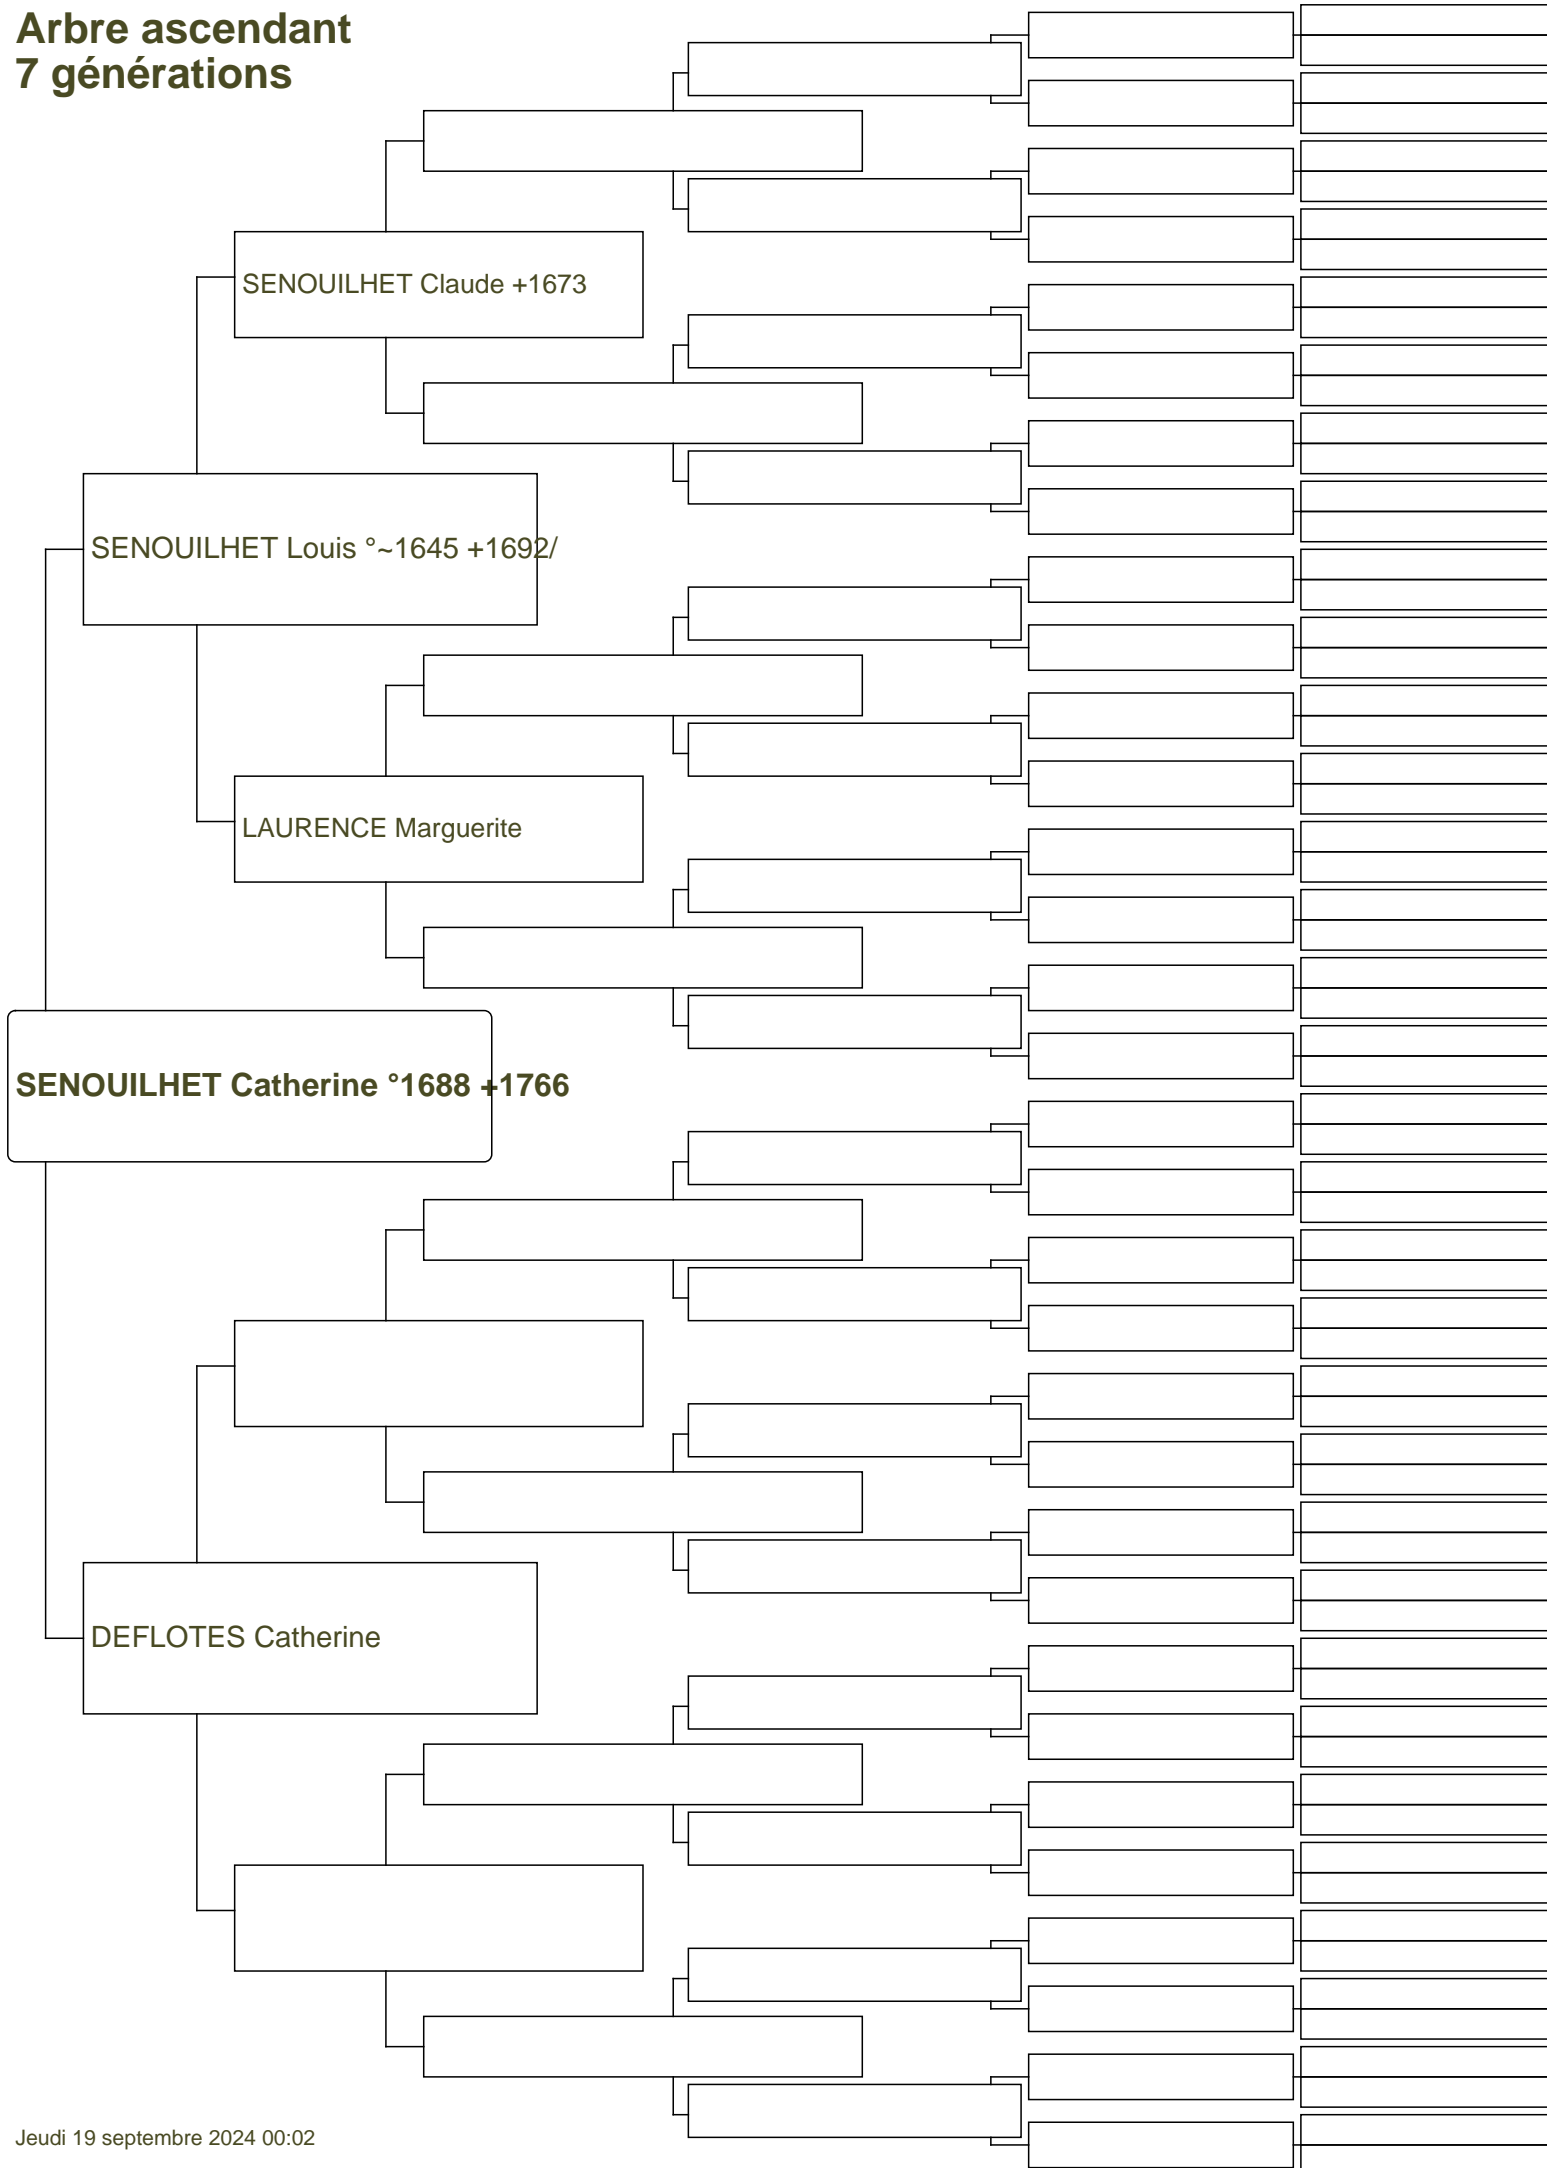 Arbre ascendant
7 générations
SENOUILHET Claude +1673
SENOUILHET Louis °~1645 +1692/
LAURENCE Marguerite
SENOUILHET Catherine °1688 +1766
DEFLOTES Catherine
Jeudi 19 septembre 2024 00:02